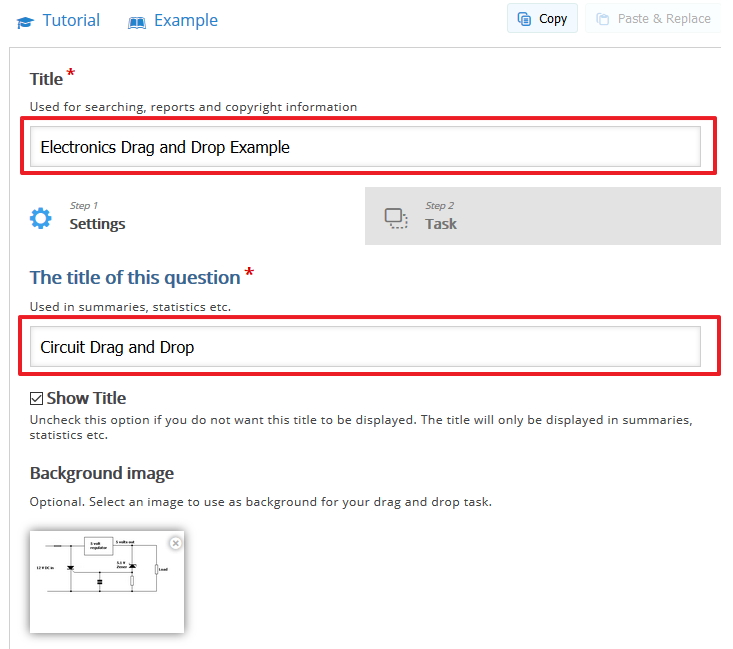 Tutorial Example Copy Paste & Replace
Title *
Used for searching, reports and copyright information
Electronics Drag and Drop Example
Step 1
Settings
Step 2
Task
The title of this question *
Used in summaries, statistics etc.
Circuit Drag and Drop
Show Title
Uncheck this option if you do not want this title to be displayed. The title will only be displayed in summaries,
statistics etc.
Background image
Optional. Select an image to use as background for your drag and drop task.
5 volt
regulator
5 volts out
12 V DC in
5.1 V
Zener
Load